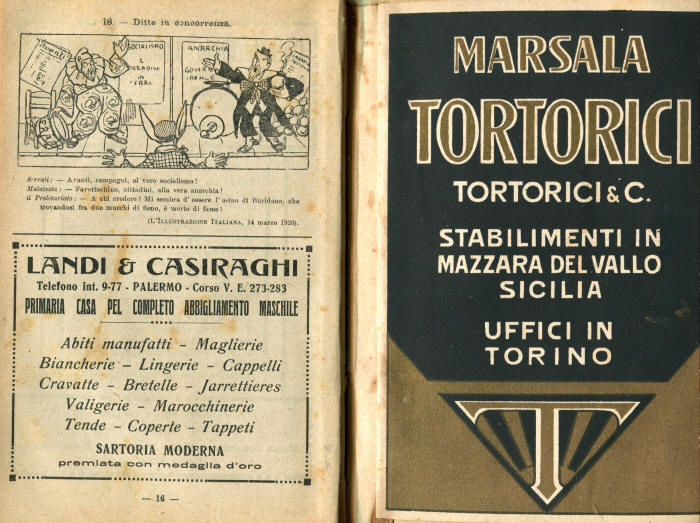 18. — Ditte in concorrenza.
Avanti
SOCIALISMO
PARADISO
IN
TERRA
ANARCHIA
GOVERNO
IDEALE
Serrati: — Avanti, compagni, al vero socialismo!
Malatesta: — Favorischino, cittadini, alla vera anarchia!
il Proletariato: — A chi credere! Mi sembra d'essere l'asino di Buridano, che
trovandosi fra due mucchi di fieno, è morto di fame!
(L'ILLUSTRAZIONE ITALIANA, 14 marzo 1920).
LANDI & CASIRAGHI
Telefono int. 9-77 - PALERMO - Corso V. E. 273-283
PRIMARIA CASA PEL COMPLETO ABBIGLIAMENTO MASCHILE
Abiti manufatti – Maglierie
Biancherie – Lingerie – Cappelli
Cravatte – Bretelle – Jarrettieres
Valigerie – Marocchinerie
Tende – Coperte – Tappeti
SARTORIA MODERNA
premiata con medaglia d'oro
— 16 —
MARSALA
TORTORICI
TORTORICI & C.
STABILIMENTI IN
MAZZARA DEL VALLO
SICILIA
UFFICI IN
TORINO
T